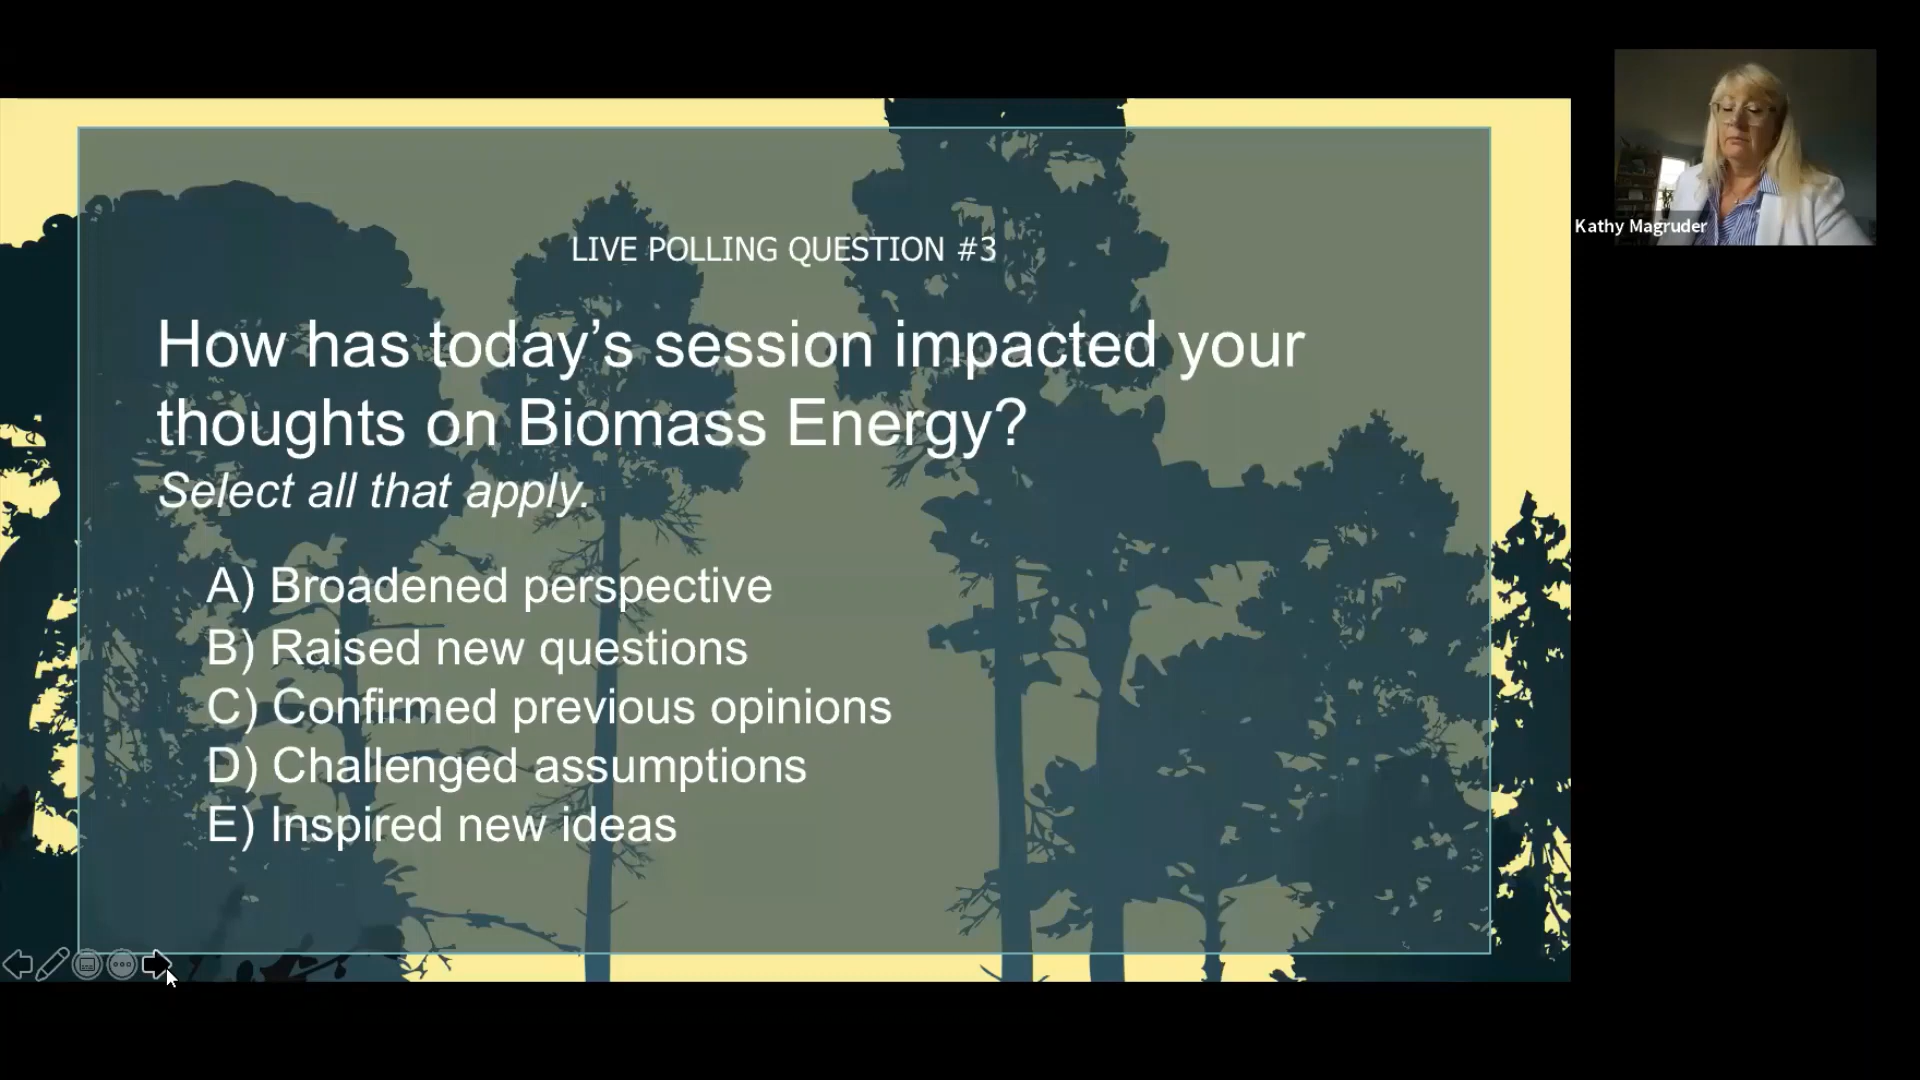 LIVE POLLING QUESTION #3
How has today’s session impacted your
thoughts on Biomass Energy?
Select all that apply.
A) Broadened perspective
B) Raised new questions
C) Confirmed previous opinions
D) Challenged assumptions
E) Inspired new ideas
Kathy Magruder